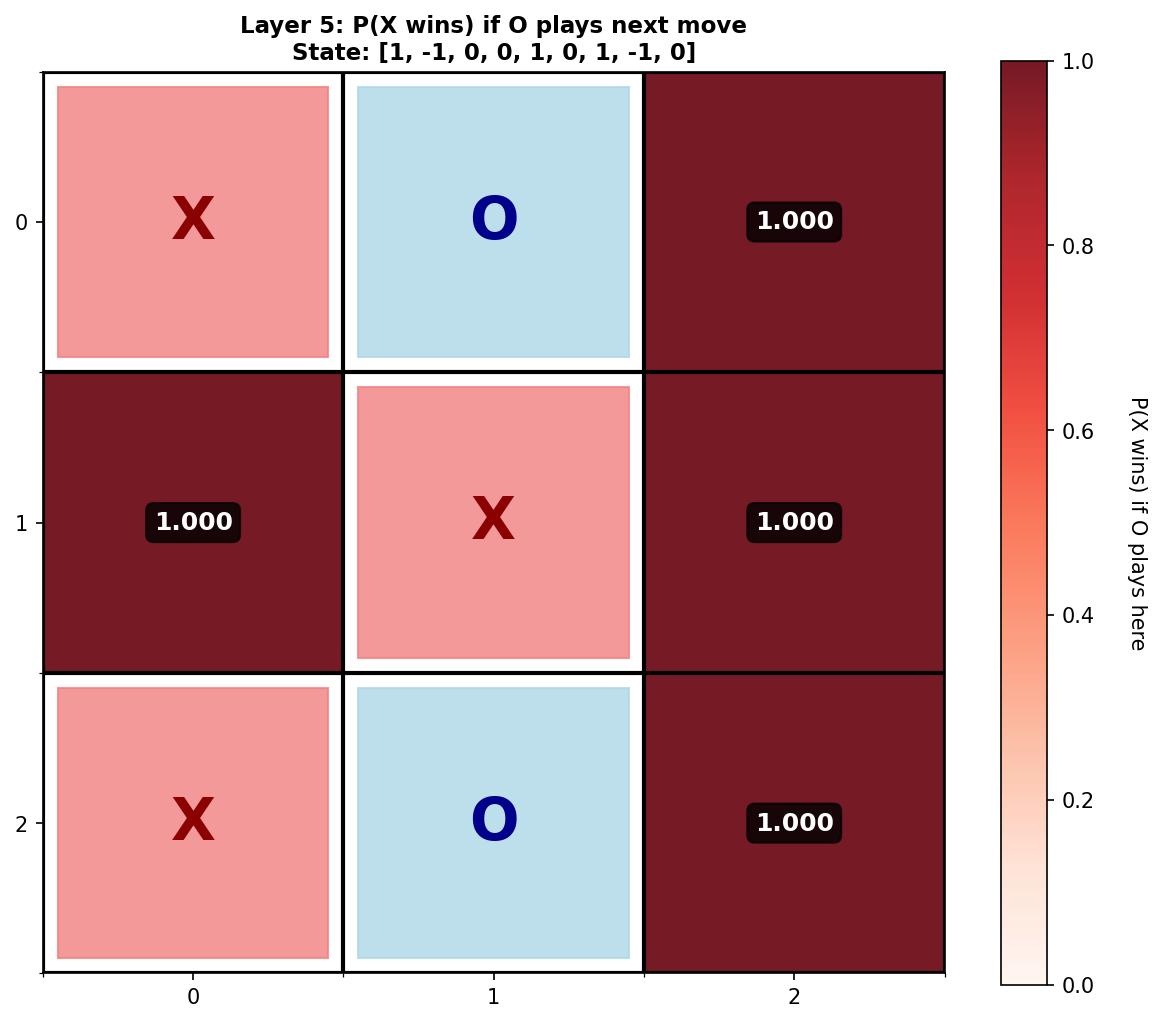 Layer 5: P(X wins) if O plays next move
State: [1, -1, 0, 0, 1, 0, 1, -1, 0]
1.0
0.8
0.6
0.4
0.2
0.0
P(X wins) if O plays here
0
X
O
1.000
1
1.000
X
1.000
2
X
O
1.000
0
1
2